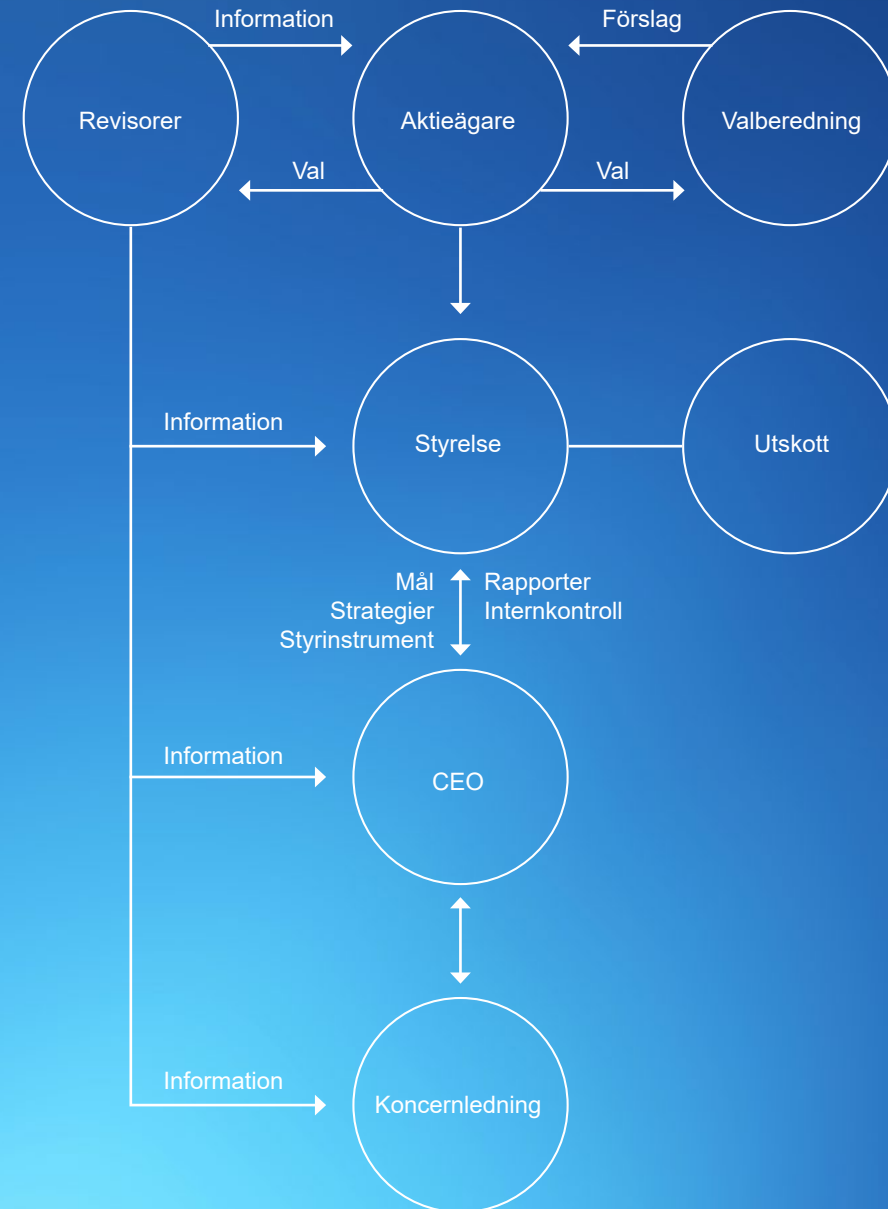 Information
Förslag
Revisorer
Aktieägare
Valberedning
Val
Val
Information
Styrelse
Utskott
Mål
Strategier
Styrinstrument
Rapporter
Internkontroll
Information
CEO
Information
Koncernledning